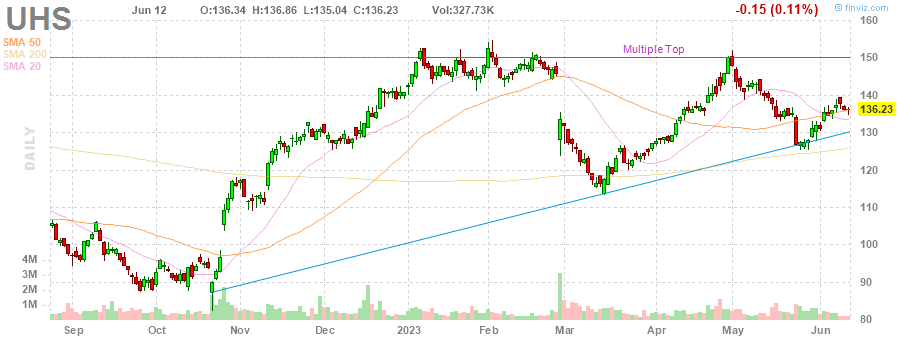 UHS Jun 12 O:136.34 H:136.86 L:135.04 C:136.23 Vol:327.73K -0.15 (0.11%) © finviz.com
SMA 50
SMA 200
SMA 20
DAILY
Multiple Top
160
150
140
136.23
130
120
110
100
90
80
4M
3M
2M
1M
Sep Oct Nov Dec 2023 Feb Mar Apr May Jun